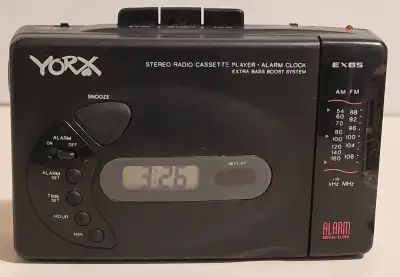 YORX
STEREO RADIO CASSETTE PLAYER • ALARM CLOCK
EXTRA BASS BOOST SYSTEM
EXBS
AM FM
54 88
60 92
70
80 96
100 100
120 104
140
160 108
×10
kHz MHz
SNOOZE
ALARM
ON OFF
ALARM SET
TIME SET
HOUR
MIN
PLAY
3:26
ALARM
DIGITAL CLOCK